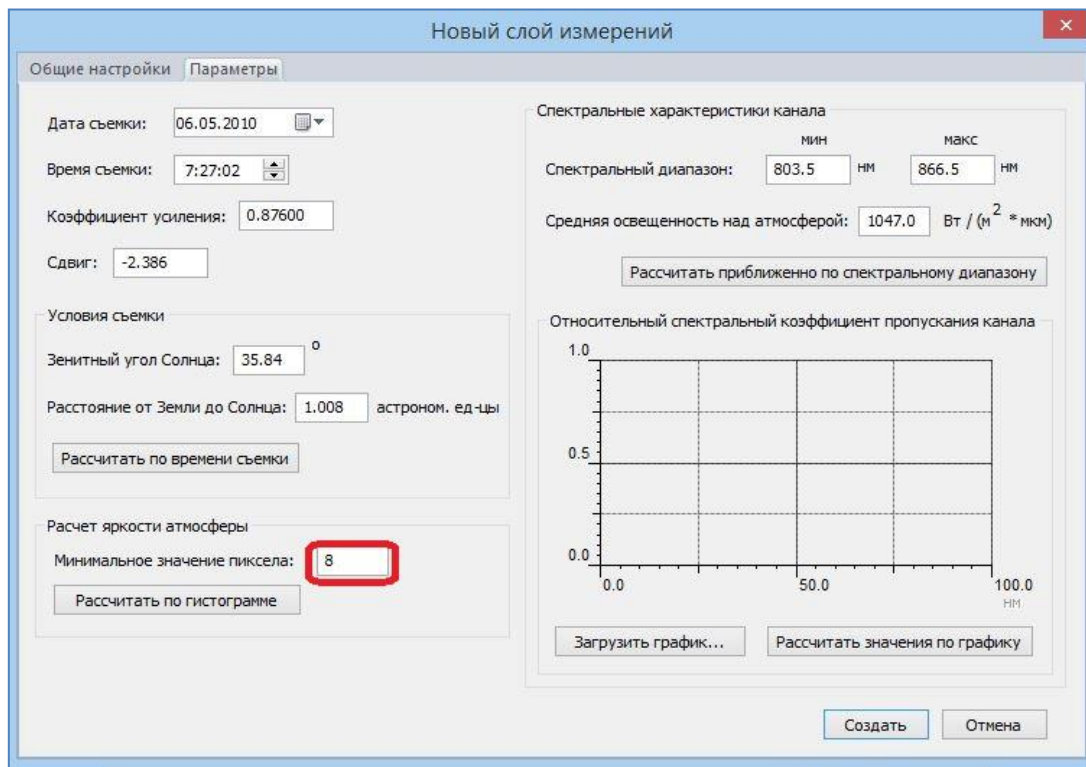 Новый слой измерений
Общие настройки Параметры
Дата съемки: 06.05.2010
Время съемки: 7:27:02
Коэффициент усиления: 0.87600
Сдвиг: -2.386
Условия съемки
Зенитный угол Солнца: 35.84 o
Расстояние от Земли до Солнца: 1.008 астроном. ед-цы
Рассчитать по времени съемки
Расчет яркости атмосферы
Минимальное значение пиксела: 8
Рассчитать по гистограмме
Спектральные характеристики канала
мин макс
Спектральный диапазон: 803.5 нм 866.5 нм
Средняя освещенность над атмосферой: 1047.0 Вт / (м2 * мкм)
Рассчитать приближенно по спектральному диапазону
Относительный спектральный коэффициент пропускания канала
1.0
0.5
0.0
0.0 50.0 100.0
нм
Загрузить график... Рассчитать значения по графику
Создать Отмена